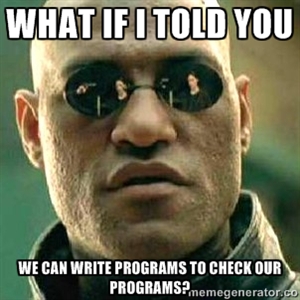 WHAT IF I TOLD YOU
WE CAN WRITE PROGRAMS TO CHECK OUR
PROGRAMS?
memegenerator.co